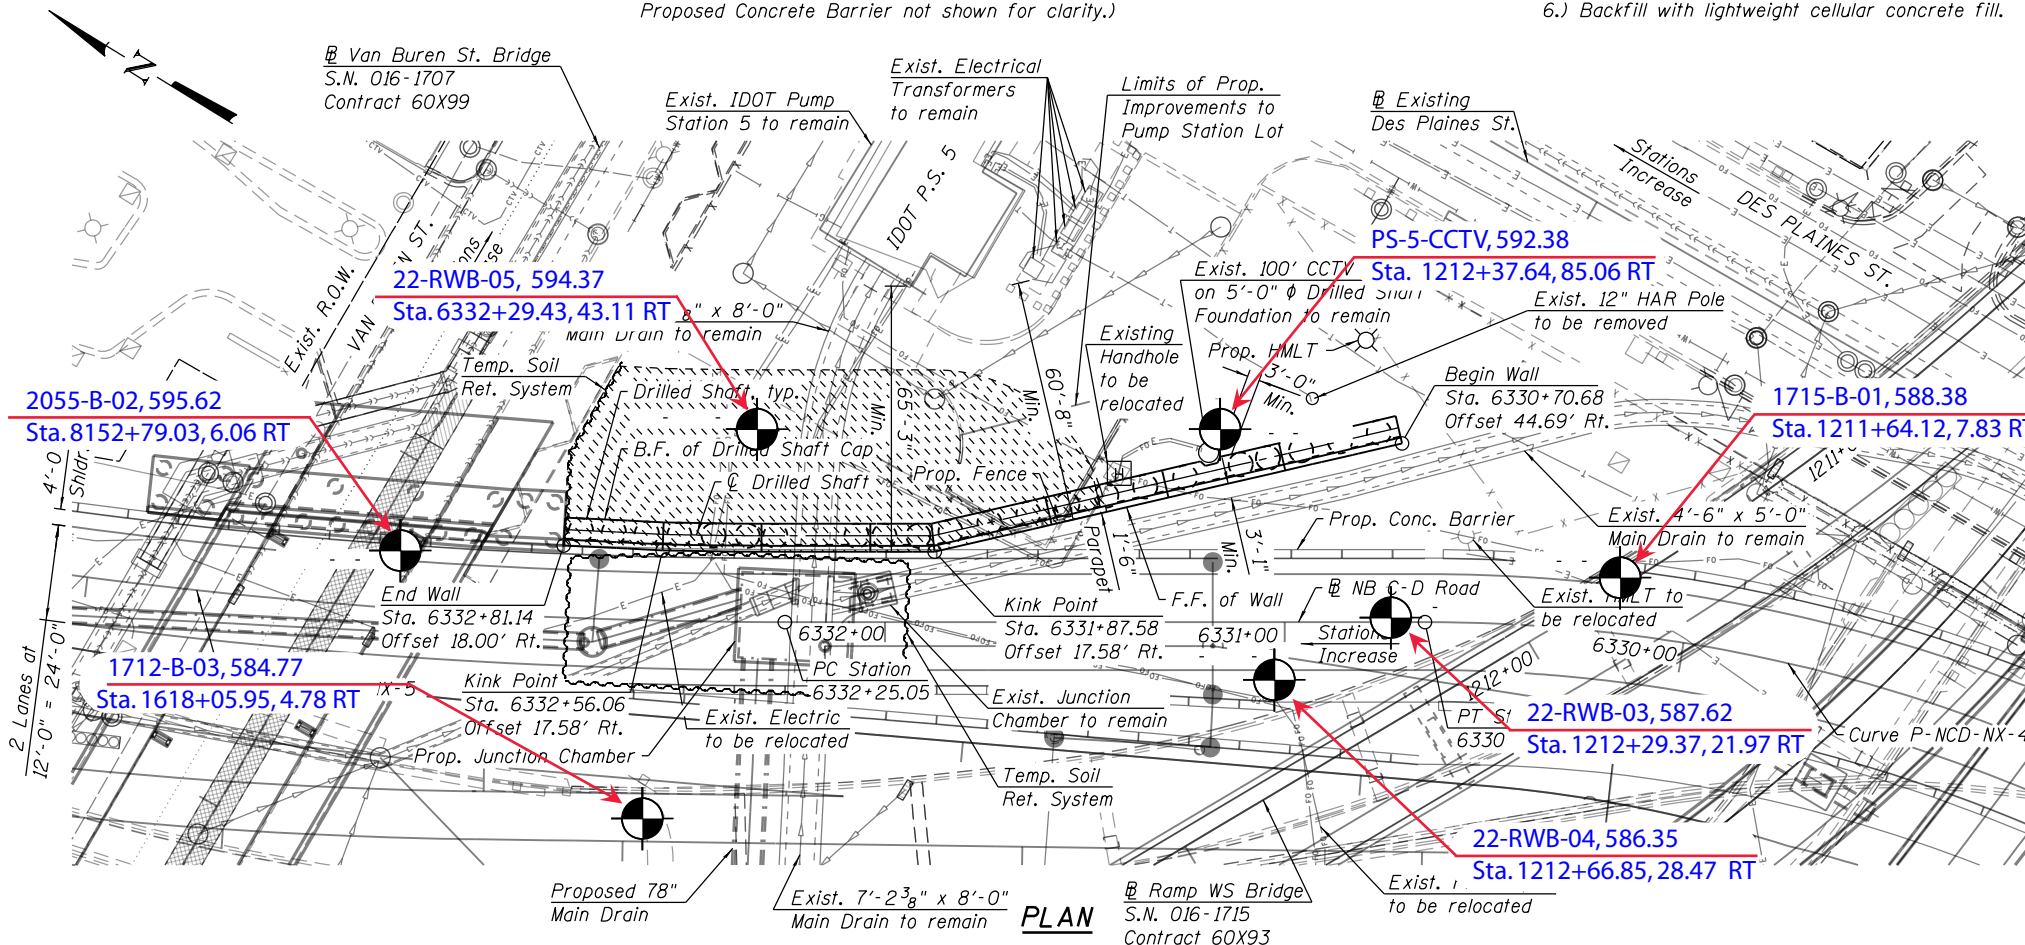 Proposed Concrete Barrier not shown for clarity.)
6.) Backfill with lightweight cellular concrete fill.
N
Van Buren St. Bridge
S.N. 016-1707
Contract 60X99
Exist. IDOT Pump
Station 5 to remain
Exist. Electrical
Transformers
to remain
Limits of Prop.
Improvements to
Pump Station Lot
Existing
Des Plaines St.
Stations
Increase
DES PLAINES ST.
IDOT P.S. 5
Exist. R.O.W.
PS-5-CCTV, 592.38
Sta. 1212+37.64, 85.06 RT
22-RWB-05, 594.37
Sta. 6332+29.43, 43.11 RT
x 8'-0"
Main Drain to remain
Exist. 100' CCTV
on 5'-0" ϕ Drilled Shaft
Foundation to remain
Exist. 12" HAR Pole
to be removed
Prop. HMLT
3'-0"
Min.
Existing
Handhole
to be
relocated
60'-8"
Min.
65'-3"
Min.
Temp. Soil
Ret. System
Drilled Shaft, typ.
B.F. of Drilled Shaft Cap
℄ Drilled Shaft
Prop. Fence
Begin Wall
Sta. 6330+70.68
Offset 44.69' Rt.
2055-B-02, 595.62
Sta. 8152+79.03, 6.06 RT
4'-0
Shldr.
1715-B-01, 588.38
Sta. 1211+64.12, 7.83 RT
Exist. 4'-6" x 5'-0"
Main Drain to remain
Prop. Conc. Barrier
Parapet
1'-6"
3'-1"
Min.
F.F. of Wall
NB C-D Road
Exist. HMLT to
be relocated
6330+00
End Wall
Sta. 6332+81.14
Offset 18.00' Rt.
Kink Point
Sta. 6331+87.58
Offset 17.58' Rt.
6332+00
6331+00
Stations
Increase
1212+00
PC Station
6332+25.05
1712-B-03, 584.77
Sta. 1618+05.95, 4.78 RT
2 Lanes at
12'-0" = 24'-0"
Kink Point
Sta. 6332+56.06
Offset 17.58' Rt.
Exist. Electric
to be relocated
Exist. Junction
Chamber to remain
Prop. Junction Chamber
Temp. Soil
Ret. System
22-RWB-03, 587.62
Sta. 1212+29.37, 21.97 RT
Curve P-NCD-NX-4
22-RWB-04, 586.35
Sta. 1212+66.85, 28.47 RT
Proposed 78"
Main Drain
Exist. 7'-2⅜" x 8'-0"
Main Drain to remain
PLAN
Ramp WS Bridge
S.N. 016-1715
Contract 60X93
Exist.
to be relocated